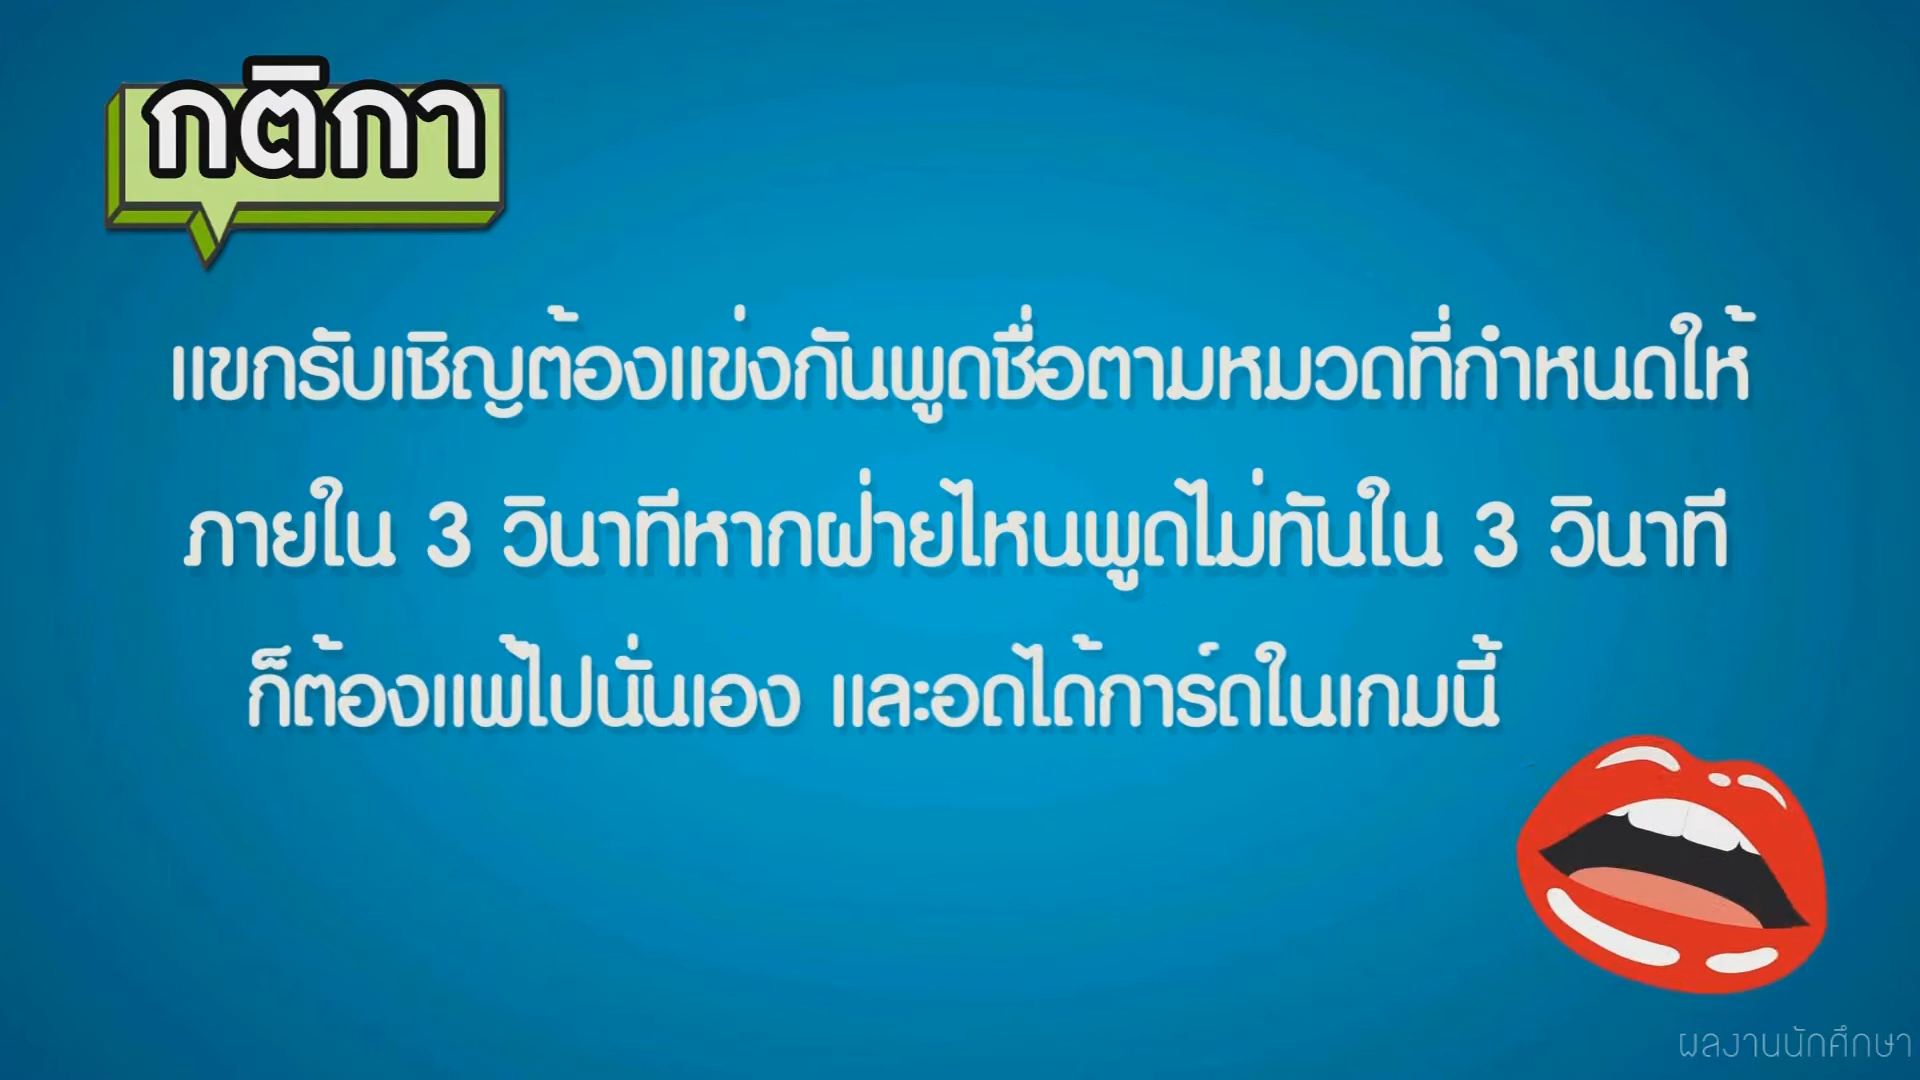 กติกา
แขกรับเชิญต้องแข่งกันพูดชื่อตามหมวดที่กำหนดให้
ภายใน 3 วินาทีหากฝ่ายไหนพูดไม่ทันใน 3 วินาที
ก็ต้องแพ้ไปนั่นเอง และอดได้การ์ดในเกมนี้
ผลงานนักศึกษา